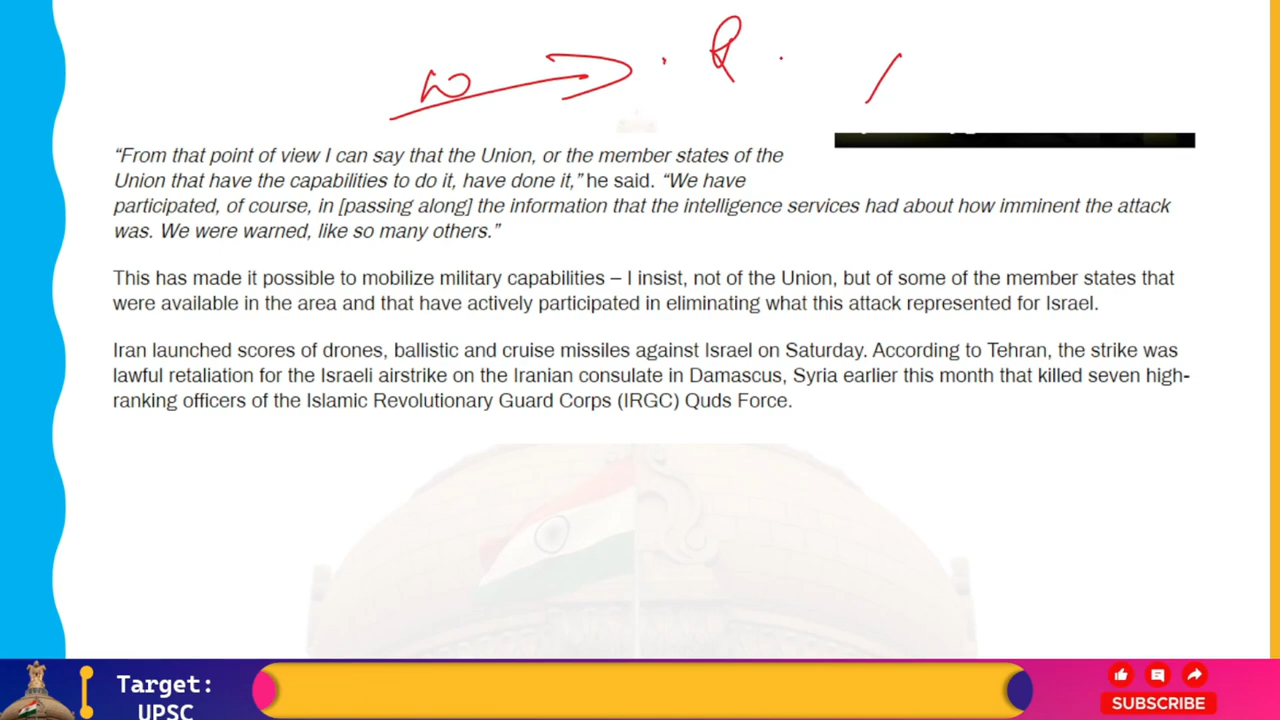 “From that point of view I can say that the Union, or the member states of the
Union that have the capabilities to do it, have done it,” he said. “We have
participated, of course, in [passing along] the information that the intelligence services had about how imminent the attack
was. We were warned, like so many others.”
This has made it possible to mobilize military capabilities – I insist, not of the Union, but of some of the member states that
were available in the area and that have actively participated in eliminating what this attack represented for Israel.
Iran launched scores of drones, ballistic and cruise missiles against Israel on Saturday. According to Tehran, the strike was
lawful retaliation for the Israeli airstrike on the Iranian consulate in Damascus, Syria earlier this month that killed seven high-
ranking officers of the Islamic Revolutionary Guard Corps (IRGC) Quds Force.
Target:
UPSC
SUBSCRIBE